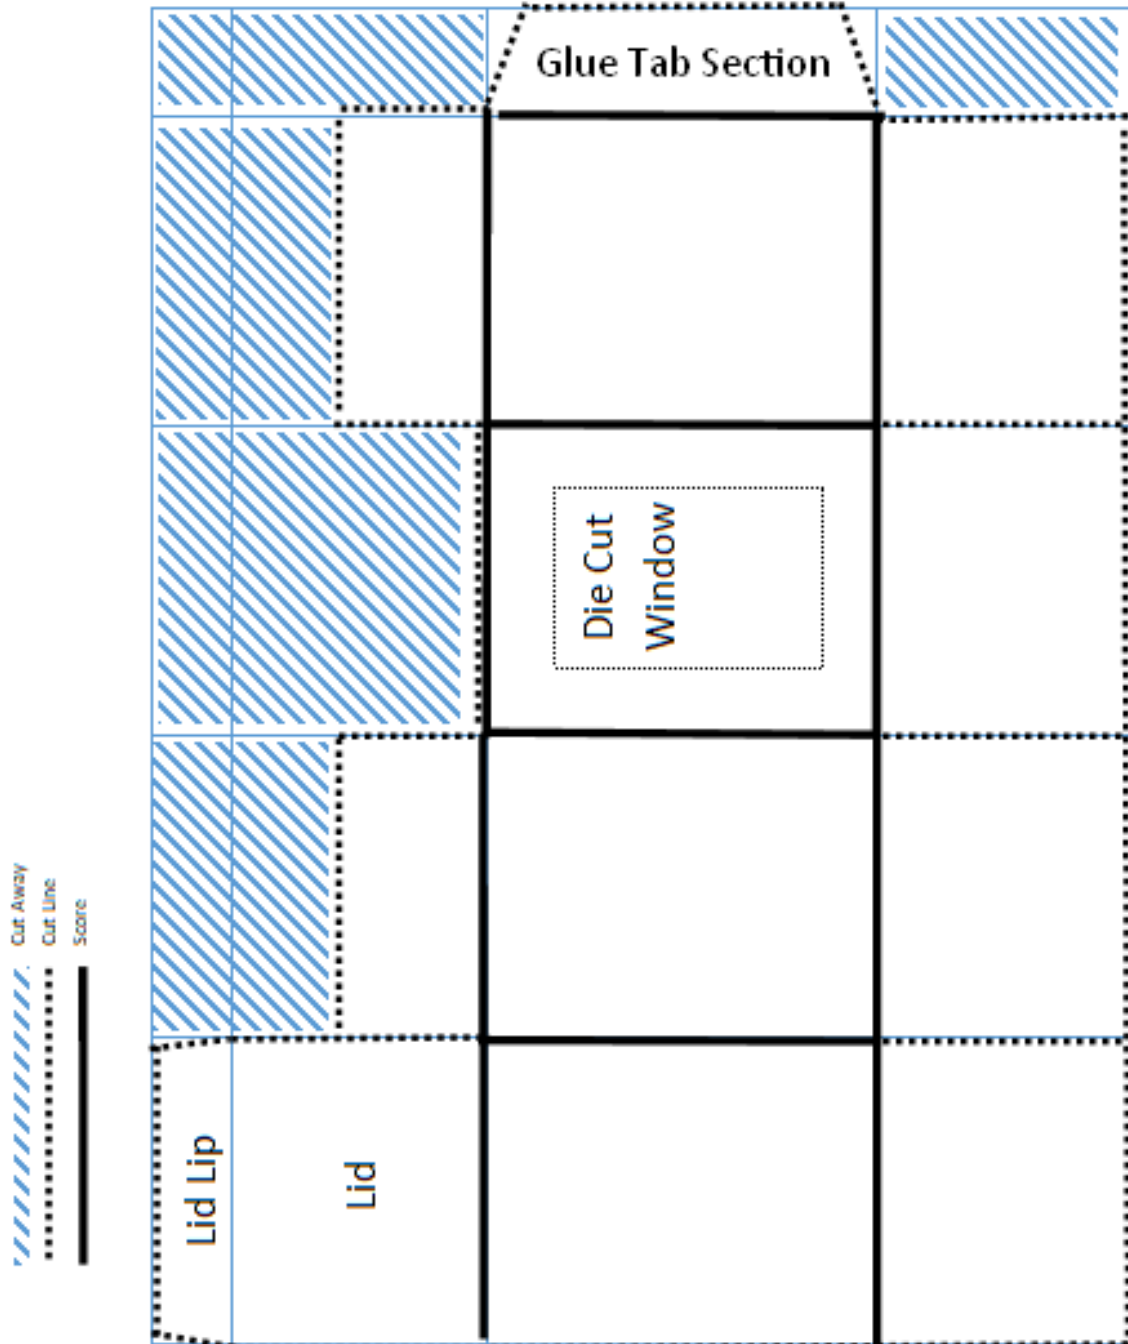 Glue Tab Section
Die Cut
Window
Cut Away
Cut Line
Score
Lid Lip
Lid